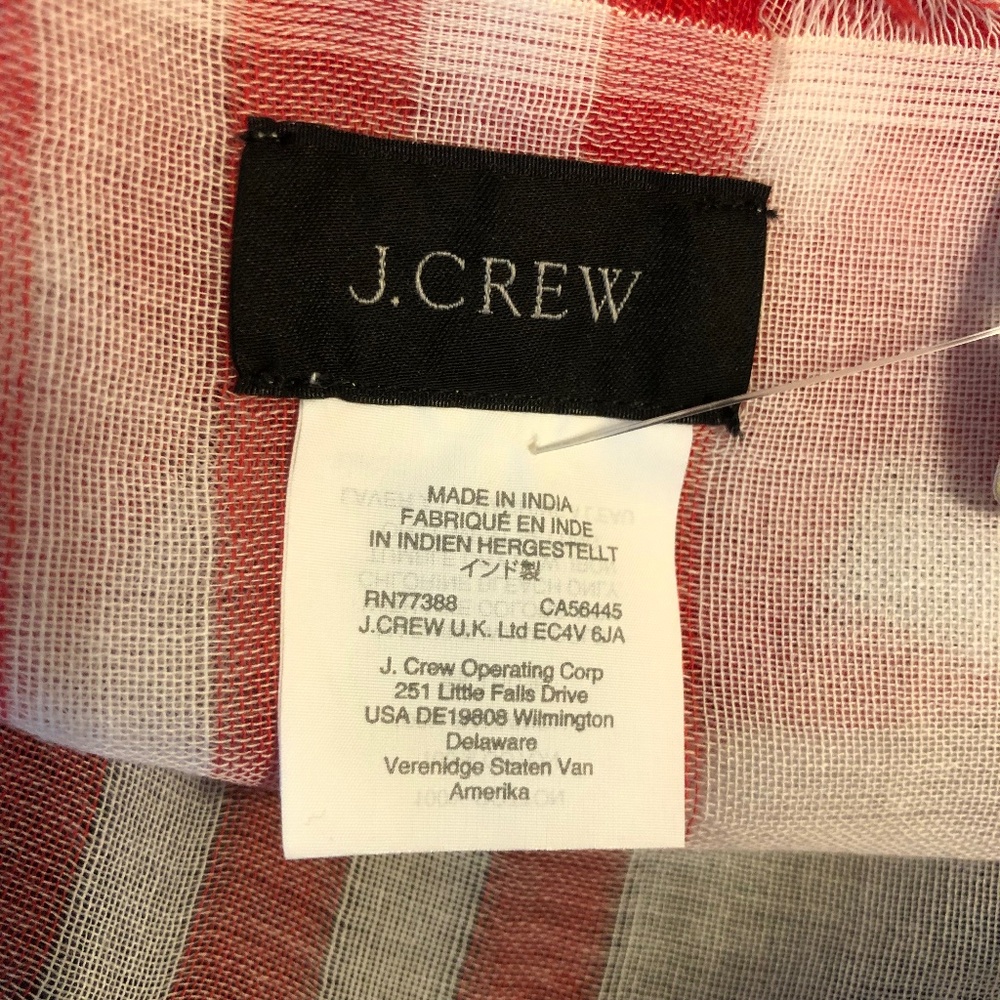 J.CREW
MADE IN INDIA
FABRIQUÉ EN INDE
IN INDIEN HERGESTELLT
インド製
RN77388 CA56445
J.CREW U.K. Ltd EC4V 6JA
J. Crew Operating Corp
251 Little Falls Drive
USA DE19808 Wilmington
Delaware
Verenidge Staten Van
Amerika